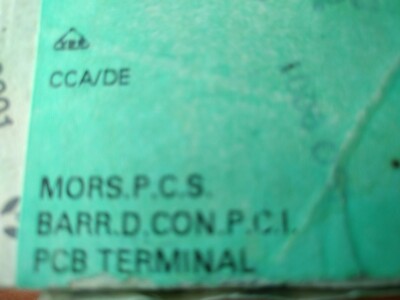 CCA/DE
MORS.P.C.S.
BARR.D.CON.P.C.I.
PCB TERMINAL